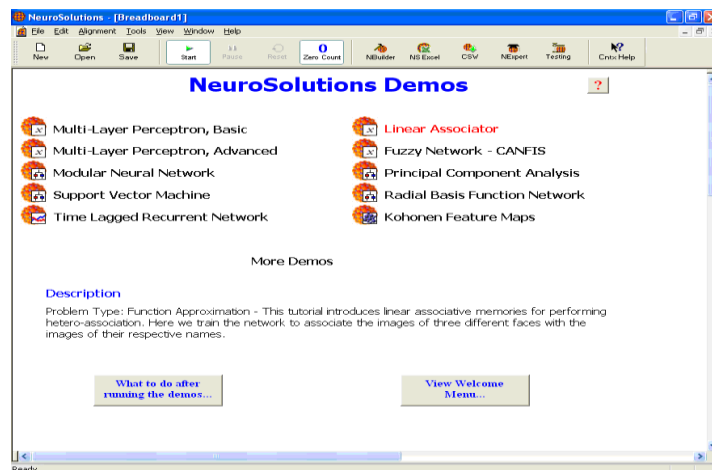 NeuroSolutions - [Breadboard1]
File Edit Alignment Tools View Window Help
New Open Save Start Pause Reset Zero Count NBuilder NS Excel CSW NExpert Testing Cntx Help
NeuroSolutions Demos ?
Multi-Layer Perceptron, Basic
Linear Associator
Multi-Layer Perceptron, Advanced
Fuzzy Network - CANFIS
Modular Neural Network
Principal Component Analysis
Support Vector Machine
Radial Basis Function Network
Time Lagged Recurrent Network
Kohonen Feature Maps
More Demos
Description
Problem Type: Function Approximation - This tutorial introduces linear associative memories for performing
hetero-association. Here we train the network to associate the images of three different faces with the
images of their respective names.
What to do after
running the demos...
View Welcome
Menu...
Ready